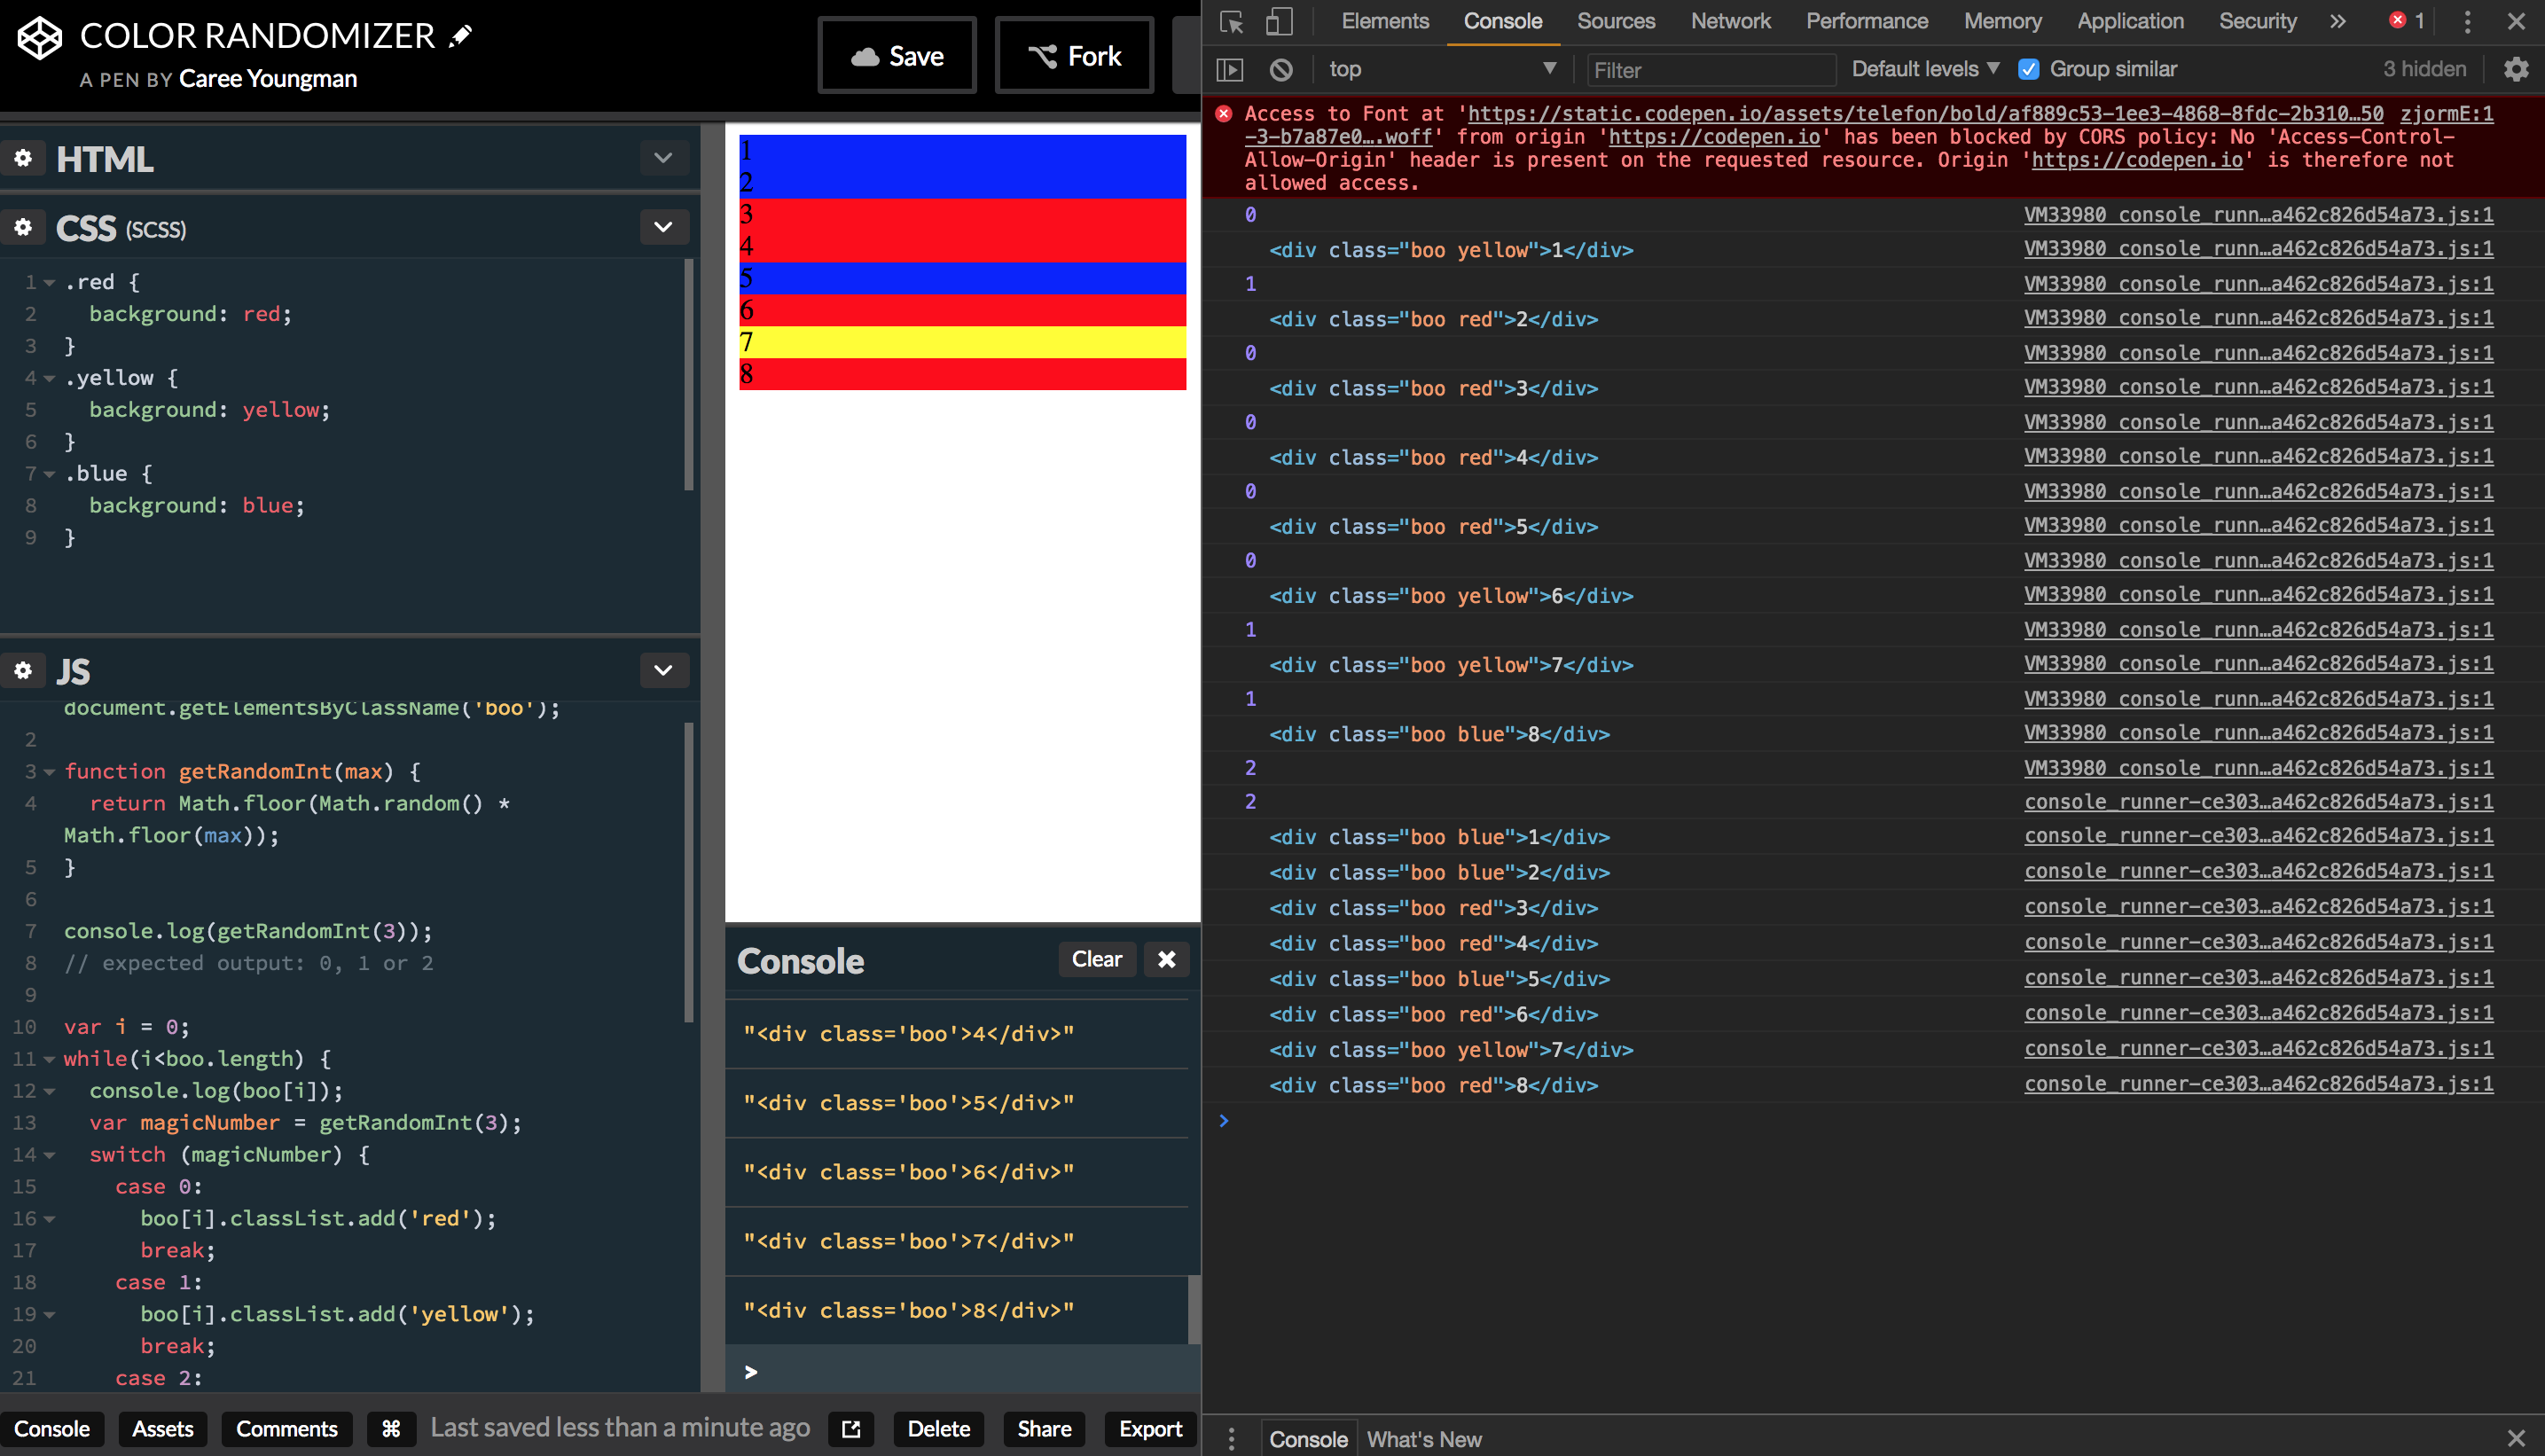 COLOR RANDOMIZER
A PEN BY Caree Youngman
Save
Fork
HTML
CSS (SCSS)
1 .red {
2 background: red;
3 }
4 .yellow {
5 background: yellow;
6 }
7 .blue {
8 background: blue;
9 }
JS
document.getElementsByClassName('boo');
2
3 function getRandomInt(max) {
4 return Math.floor(Math.random() *
Math.floor(max));
5 }
6
7 console.log(getRandomInt(3));
8 // expected output: 0, 1 or 2
9
10 var i = 0;
11 while(i<boo.length) {
12 console.log(boo[i]);
13 var magicNumber = getRandomInt(3);
14 switch (magicNumber) {
15 case 0:
16 boo[i].classList.add('red');
17 break;
18 case 1:
19 boo[i].classList.add('yellow');
20 break;
21 case 2:
1
2
3
4
5
6
7
8
Console
Clear
"<div class='boo'>4</div>"
"<div class='boo'>5</div>"
"<div class='boo'>6</div>"
"<div class='boo'>7</div>"
"<div class='boo'>8</div>"
>
Console Assets Comments ⌘ Last saved less than a minute ago Delete Share Export
Elements Console Sources Network Performance Memory Application Security » 1
top Filter Default levels Group similar 3 hidden
Access to Font at 'https://static.codepen.io/assets/telefon/bold/af889c53-1ee3-4868-8fdc-2b310…50 zjormE:1
-3-b7a87e0….woff' from origin 'https://codepen.io' has been blocked by CORS policy: No 'Access-Control-
Allow-Origin' header is present on the requested resource. Origin 'https://codepen.io' is therefore not
allowed access.
0 VM33980 console_runn…a462c826d54a73.js:1
<div class="boo yellow">1</div> VM33980 console_runn…a462c826d54a73.js:1
1 VM33980 console_runn…a462c826d54a73.js:1
<div class="boo red">2</div> VM33980 console_runn…a462c826d54a73.js:1
0 VM33980 console_runn…a462c826d54a73.js:1
<div class="boo red">3</div> VM33980 console_runn…a462c826d54a73.js:1
0 VM33980 console_runn…a462c826d54a73.js:1
<div class="boo red">4</div> VM33980 console_runn…a462c826d54a73.js:1
0 VM33980 console_runn…a462c826d54a73.js:1
<div class="boo red">5</div> VM33980 console_runn…a462c826d54a73.js:1
0 VM33980 console_runn…a462c826d54a73.js:1
<div class="boo yellow">6</div> VM33980 console_runn…a462c826d54a73.js:1
1 VM33980 console_runn…a462c826d54a73.js:1
<div class="boo yellow">7</div> VM33980 console_runn…a462c826d54a73.js:1
1 VM33980 console_runn…a462c826d54a73.js:1
<div class="boo blue">8</div> VM33980 console_runn…a462c826d54a73.js:1
2 VM33980 console_runn…a462c826d54a73.js:1
2 console_runner-ce303…a462c826d54a73.js:1
<div class="boo blue">1</div> console_runner-ce303…a462c826d54a73.js:1
<div class="boo blue">2</div> console_runner-ce303…a462c826d54a73.js:1
<div class="boo red">3</div> console_runner-ce303…a462c826d54a73.js:1
<div class="boo red">4</div> console_runner-ce303…a462c826d54a73.js:1
<div class="boo blue">5</div> console_runner-ce303…a462c826d54a73.js:1
<div class="boo red">6</div> console_runner-ce303…a462c826d54a73.js:1
<div class="boo yellow">7</div> console_runner-ce303…a462c826d54a73.js:1
<div class="boo red">8</div> console_runner-ce303…a462c826d54a73.js:1
>
Console What's New